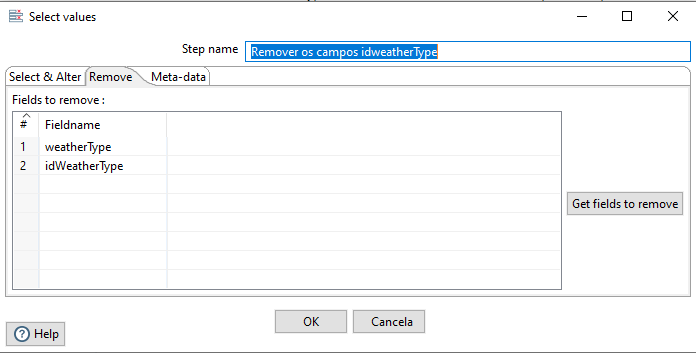 Select values
Step name Remover os campos idweatherType
Select & Alter Remove Meta-data
Fields to remove :
# Fieldname
1 weatherType
2 idWeatherType
Get fields to remove
OK Cancela
Help